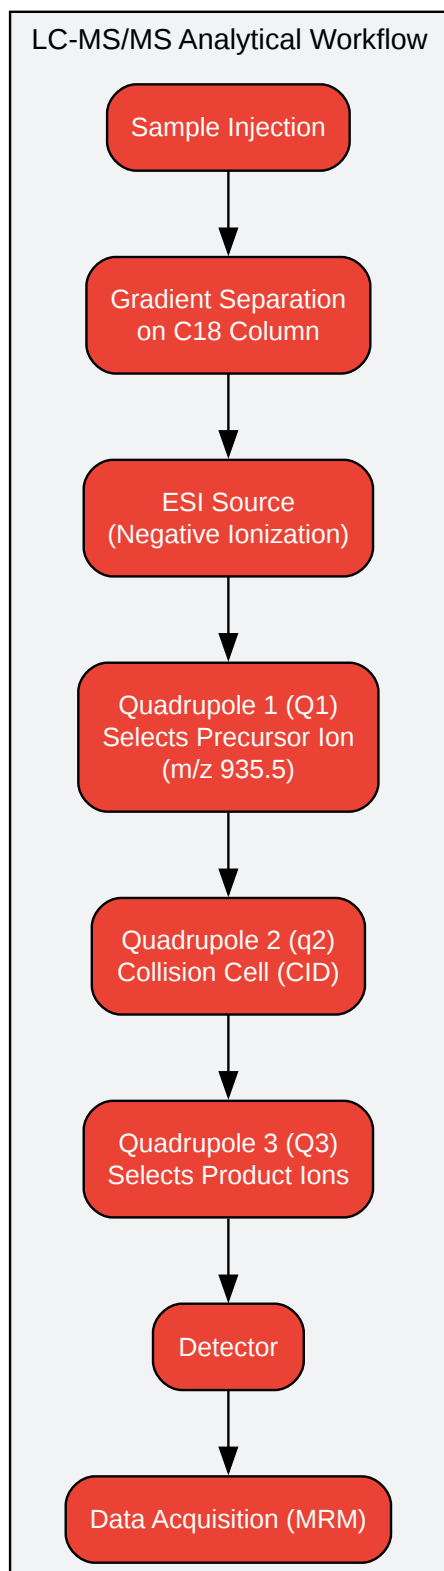 LC-MS/MS Analytical Workflow
Sample Injection
Gradient Separation
on C18 Column
ESI Source
(Negative Ionization)
Quadrupole 1 (Q1)
Selects Precursor Ion
(m/z 935.5)
Quadrupole 2 (q2)
Collision Cell (CID)
Quadrupole 3 (Q3)
Selects Product Ions
Detector
Data Acquisition (MRM)